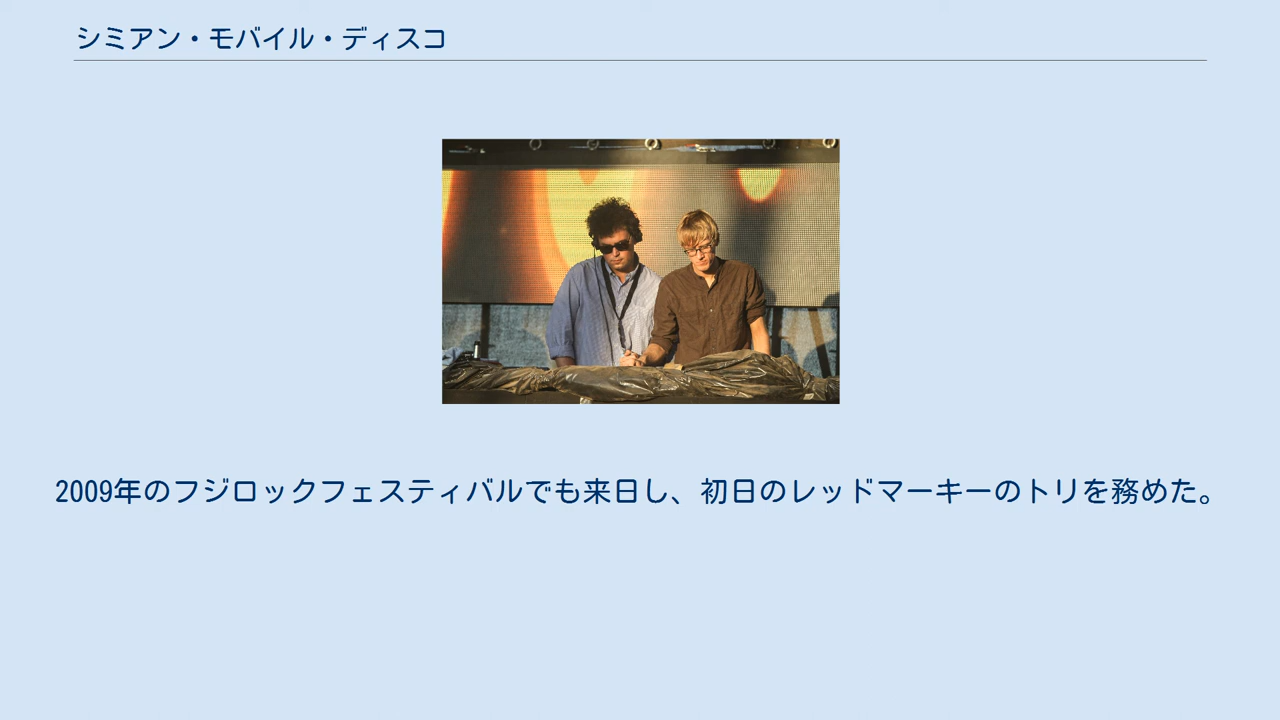 シミアン・モバイル・ディスコ
2009年のフジロックフェスティバルでも来日し、初日のレッドマーキーのトリを務めた。